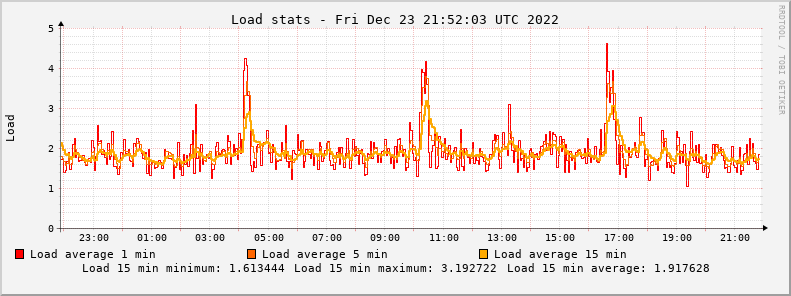 Load stats - Fri Dec 23 21:52:03 UTC 2022
RRDTOOL / TOBI OETIKER
Load
5
4
3
2
1
0
23:00 01:00 03:00 05:00 07:00 09:00 11:00 13:00 15:00 17:00 19:00 21:00
Load average 1 min Load average 5 min Load average 15 min
Load 15 min minimum: 1.613444 Load 15 min maximum: 3.192722 Load 15 min average: 1.917628